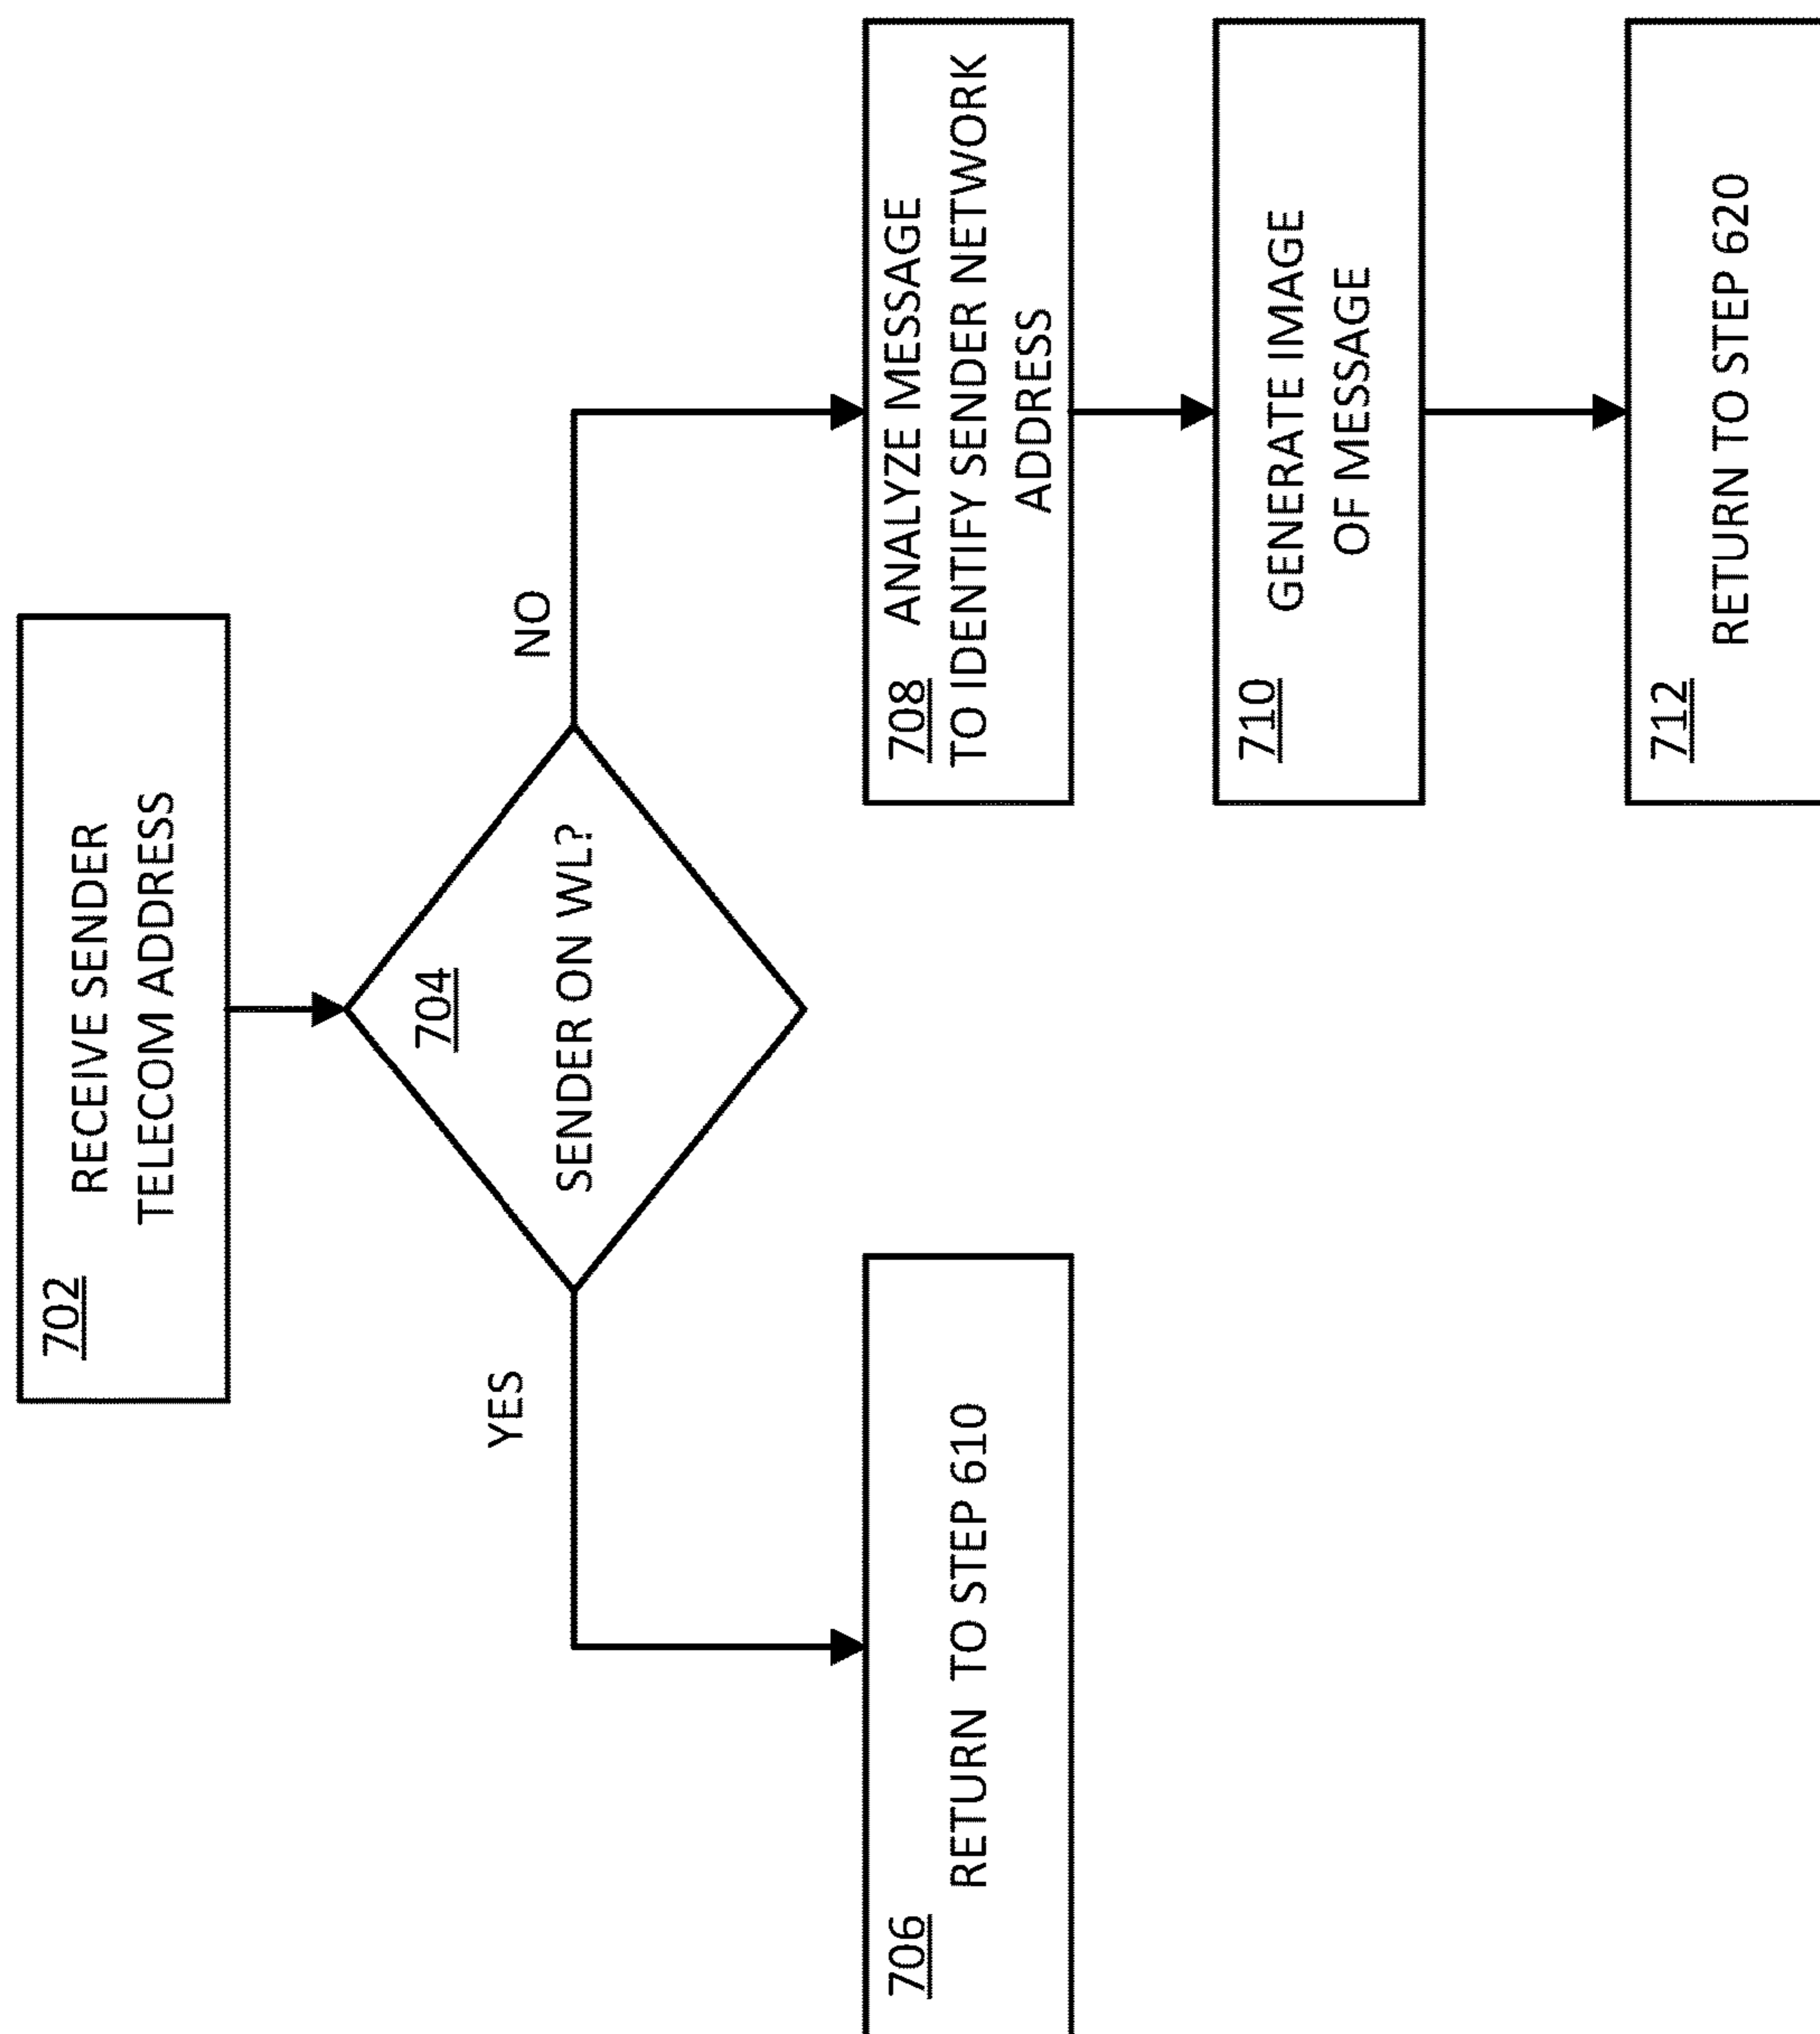 702
RECEIVE SENDER
TELECOM ADDRESS
704
SENDER ON WL?
YES
NO
706
RETURN TO STEP 610
708 ANALYZE MESSAGE
TO IDENTIFY SENDER NETWORK
ADDRESS
710
GENERATE IMAGE
OF MESSAGE
712
RETURN TO STEP 620